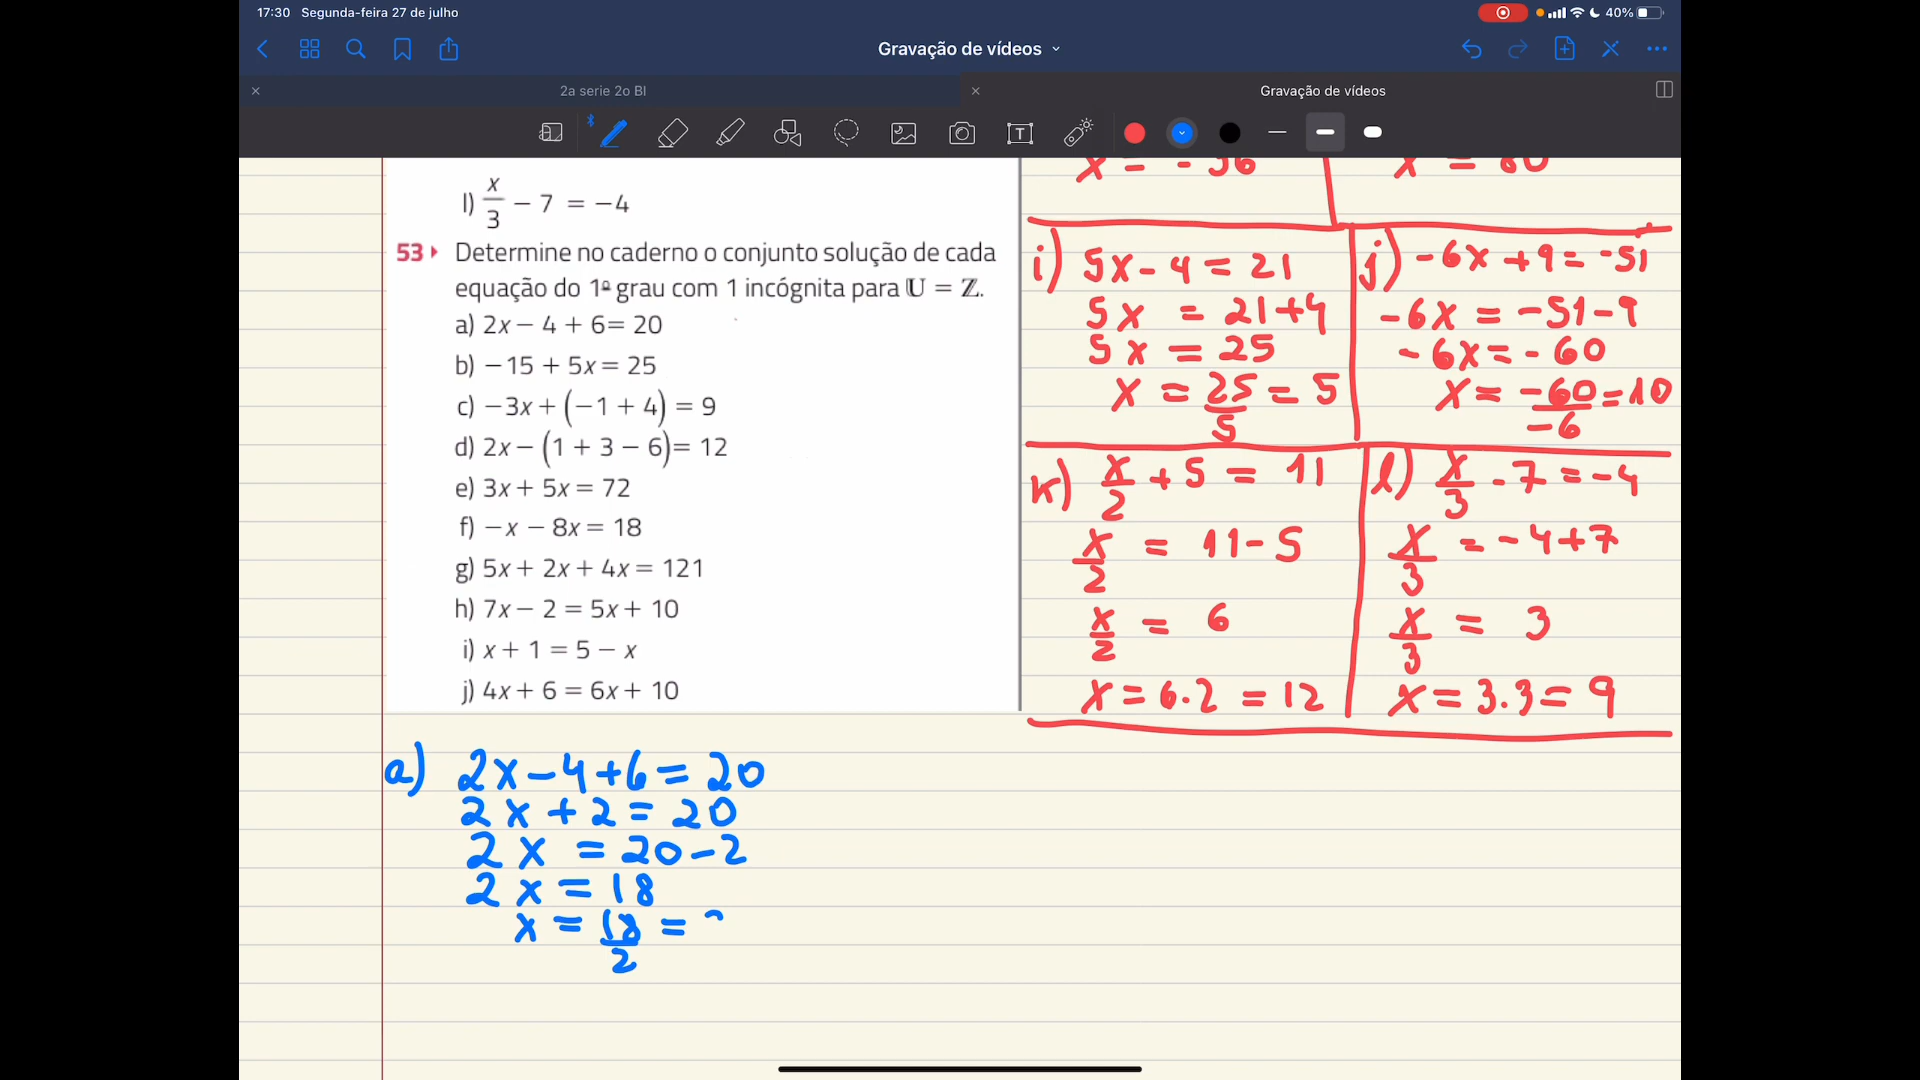 17:30 Segunda-feira 27 de julho
40%
Gravação de vídeos
2a serie 2o BI
Gravação de vídeos
l) x/3 − 7 = −4
53 Determine no caderno o conjunto solução de cada
equação do 1º grau com 1 incógnita para U = ℤ.
a) 2x − 4 + 6 = 20
b) −15 + 5x = 25
c) −3x + (−1 + 4) = 9
d) 2x − (1 + 3 − 6) = 12
e) 3x + 5x = 72
f) −x − 8x = 18
g) 5x + 2x + 4x = 121
h) 7x − 2 = 5x + 10
i) x + 1 = 5 − x
j) 4x + 6 = 6x + 10
x = -36
x = 80
i) 5x - 4 = 21
5x = 21+4
5x = 25
x = 25/5 = 5
j) -6x + 9 = -51
-6x = -51-9
-6x = -60
x = -60/-6 = 10
k) x/2 + 5 = 11
x/2 = 11-5
x/2 = 6
x = 6.2 = 12
l) x/3 - 7 = -4
x/3 = -4+7
x/3 = 3
x = 3.3 = 9
a) 2x-4+6 = 20
2x+2 = 20
2x = 20-2
2x = 18
x = 18/2 =